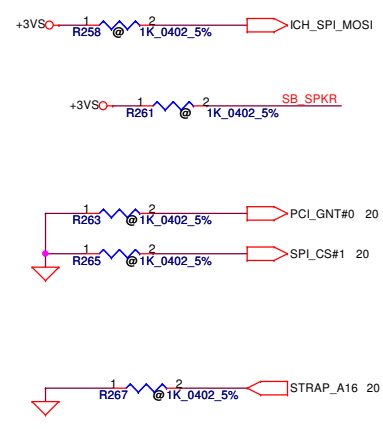 +3VS 1 2 ICH_SPI_MOSI
R258 @ 1K_0402_5%
+3VS 1 2 SB_SPKR
R261 @ 1K_0402_5%
1 2 PCI_GNT#0 20
R263 @ 1K_0402_5%
1 2 SPI_CS#1 20
R265 @ 1K_0402_5%
1 2 STRAP_A16 20
R267 @ 1K_0402_5%